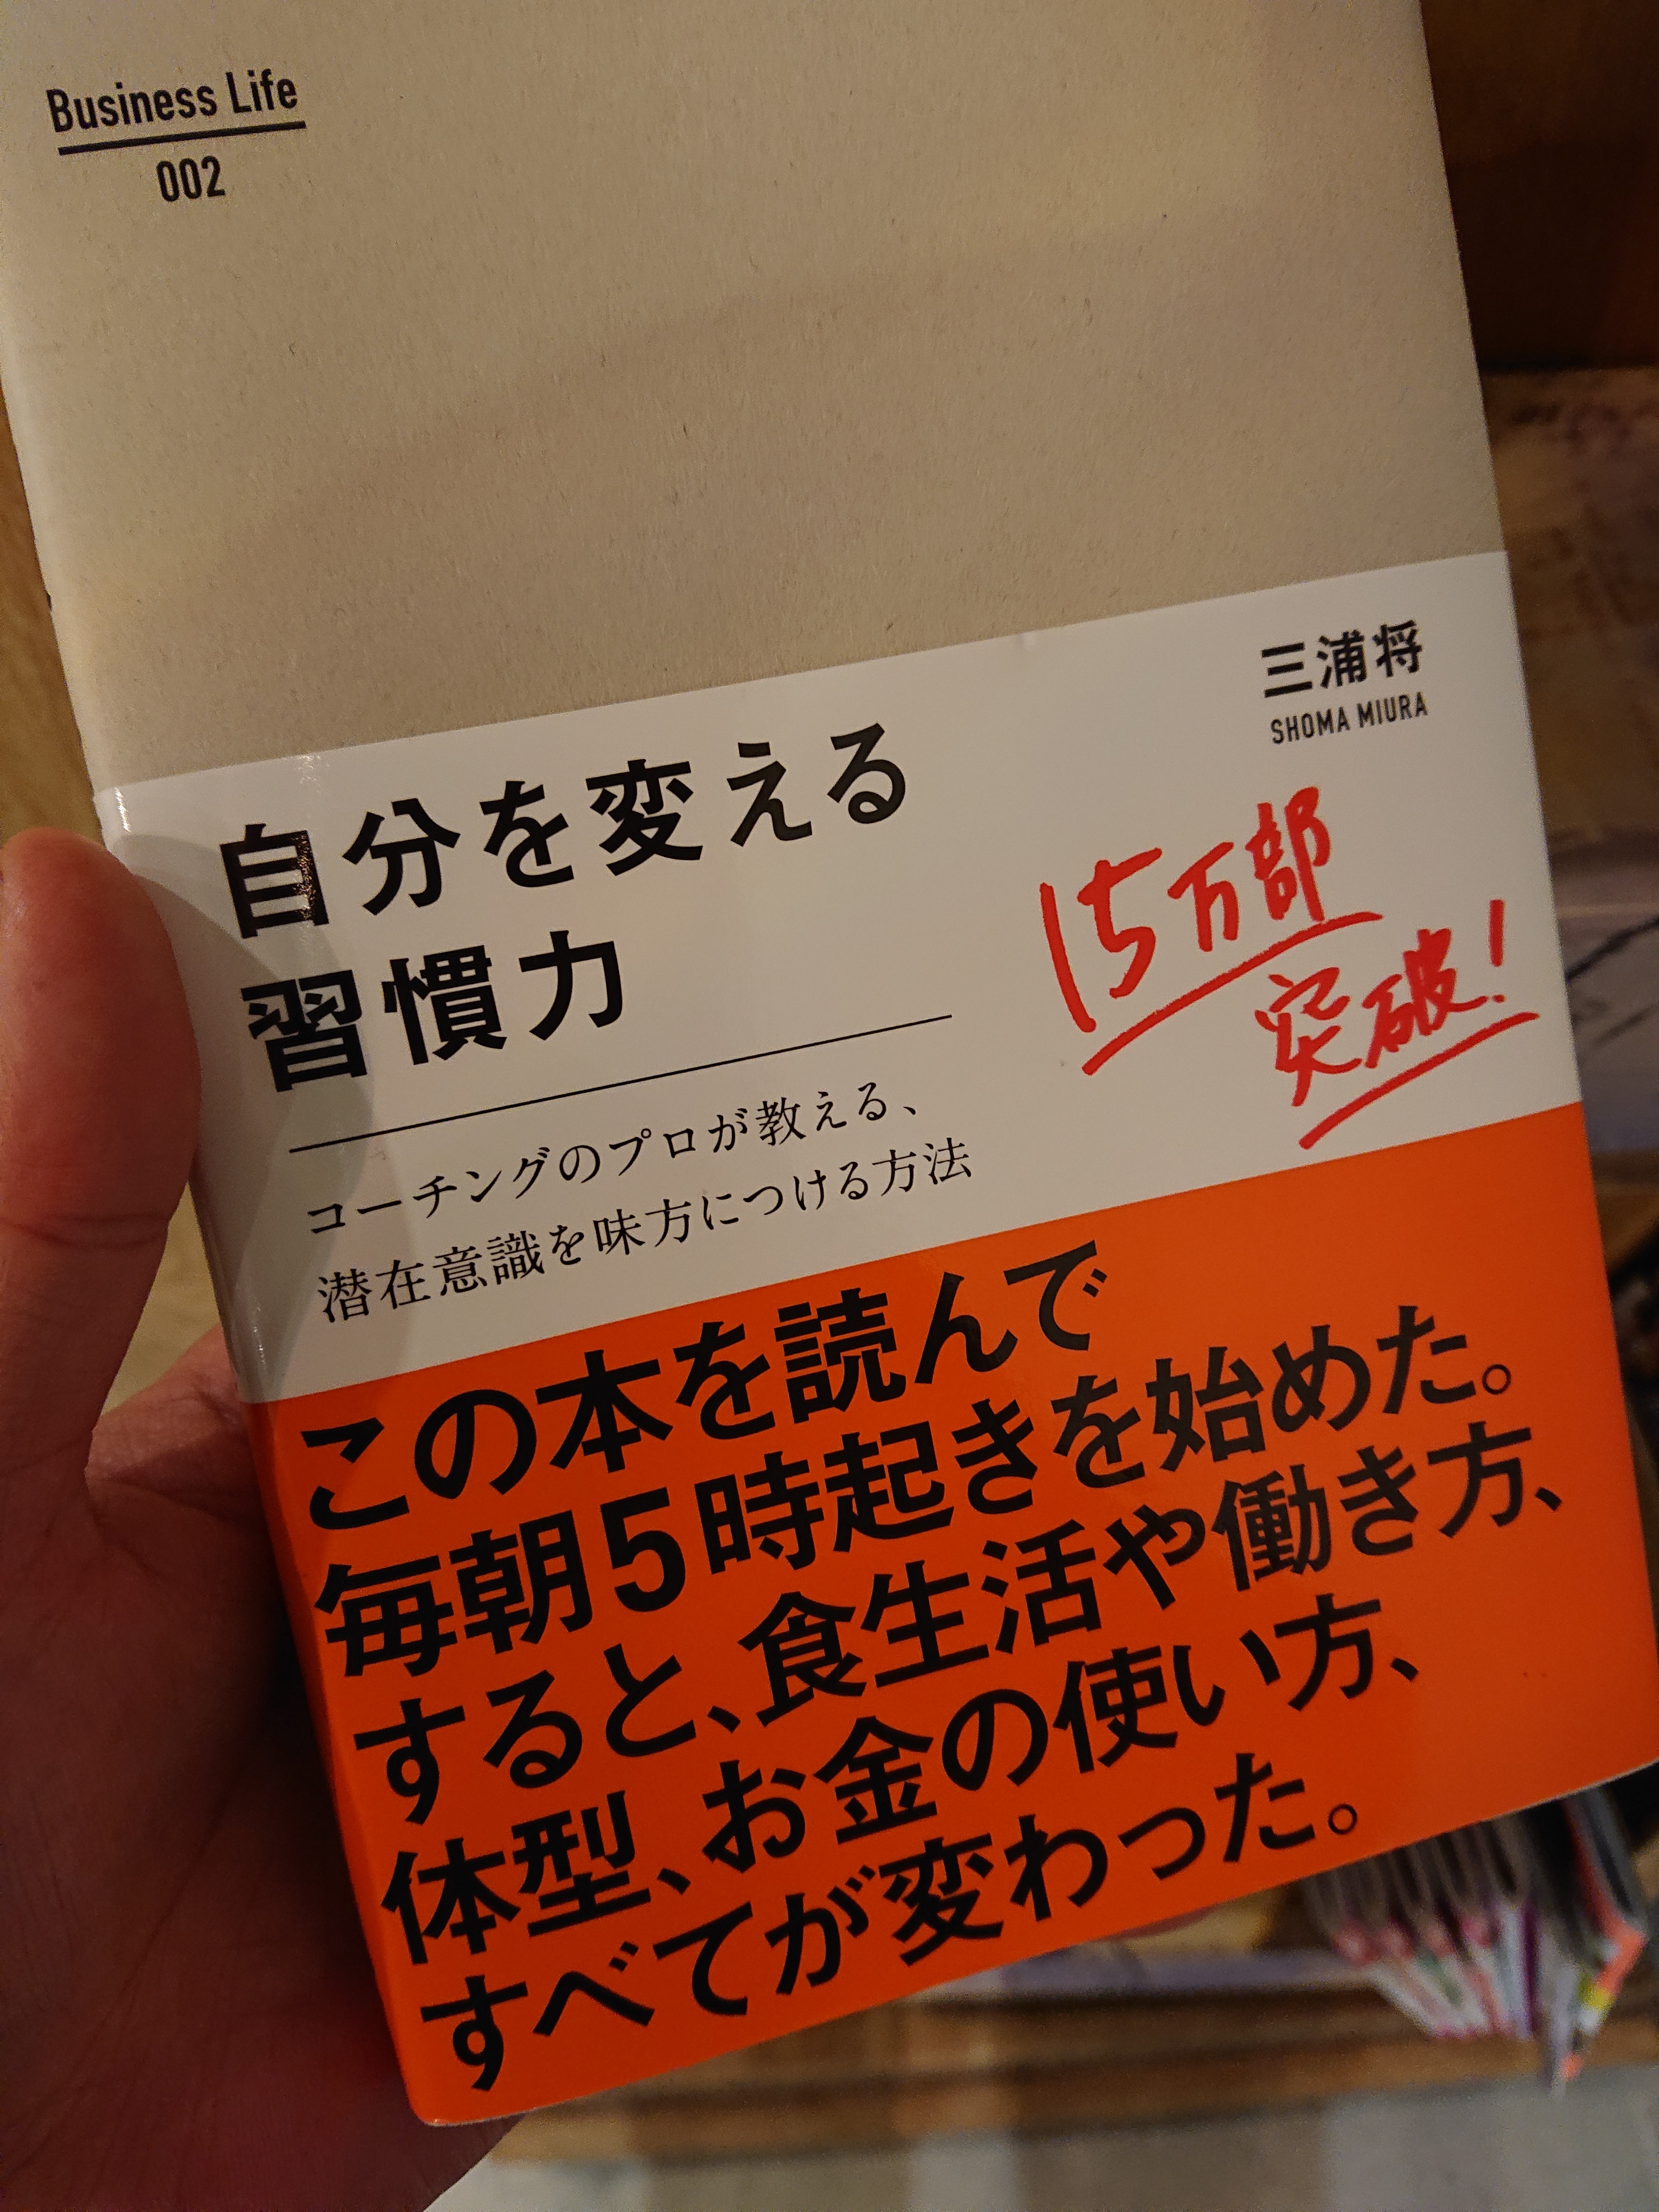 Business Life
002
三浦将
SHOMA MIURA
自分を変える
習慣力
15万部
突破!
コーチングのプロが教える、
潜在意識を味方につける方法
この本を読んで
毎朝5時起きを始めた。
すると、食生活や働き方、
体型、お金の使い方、
すべてが変わった。